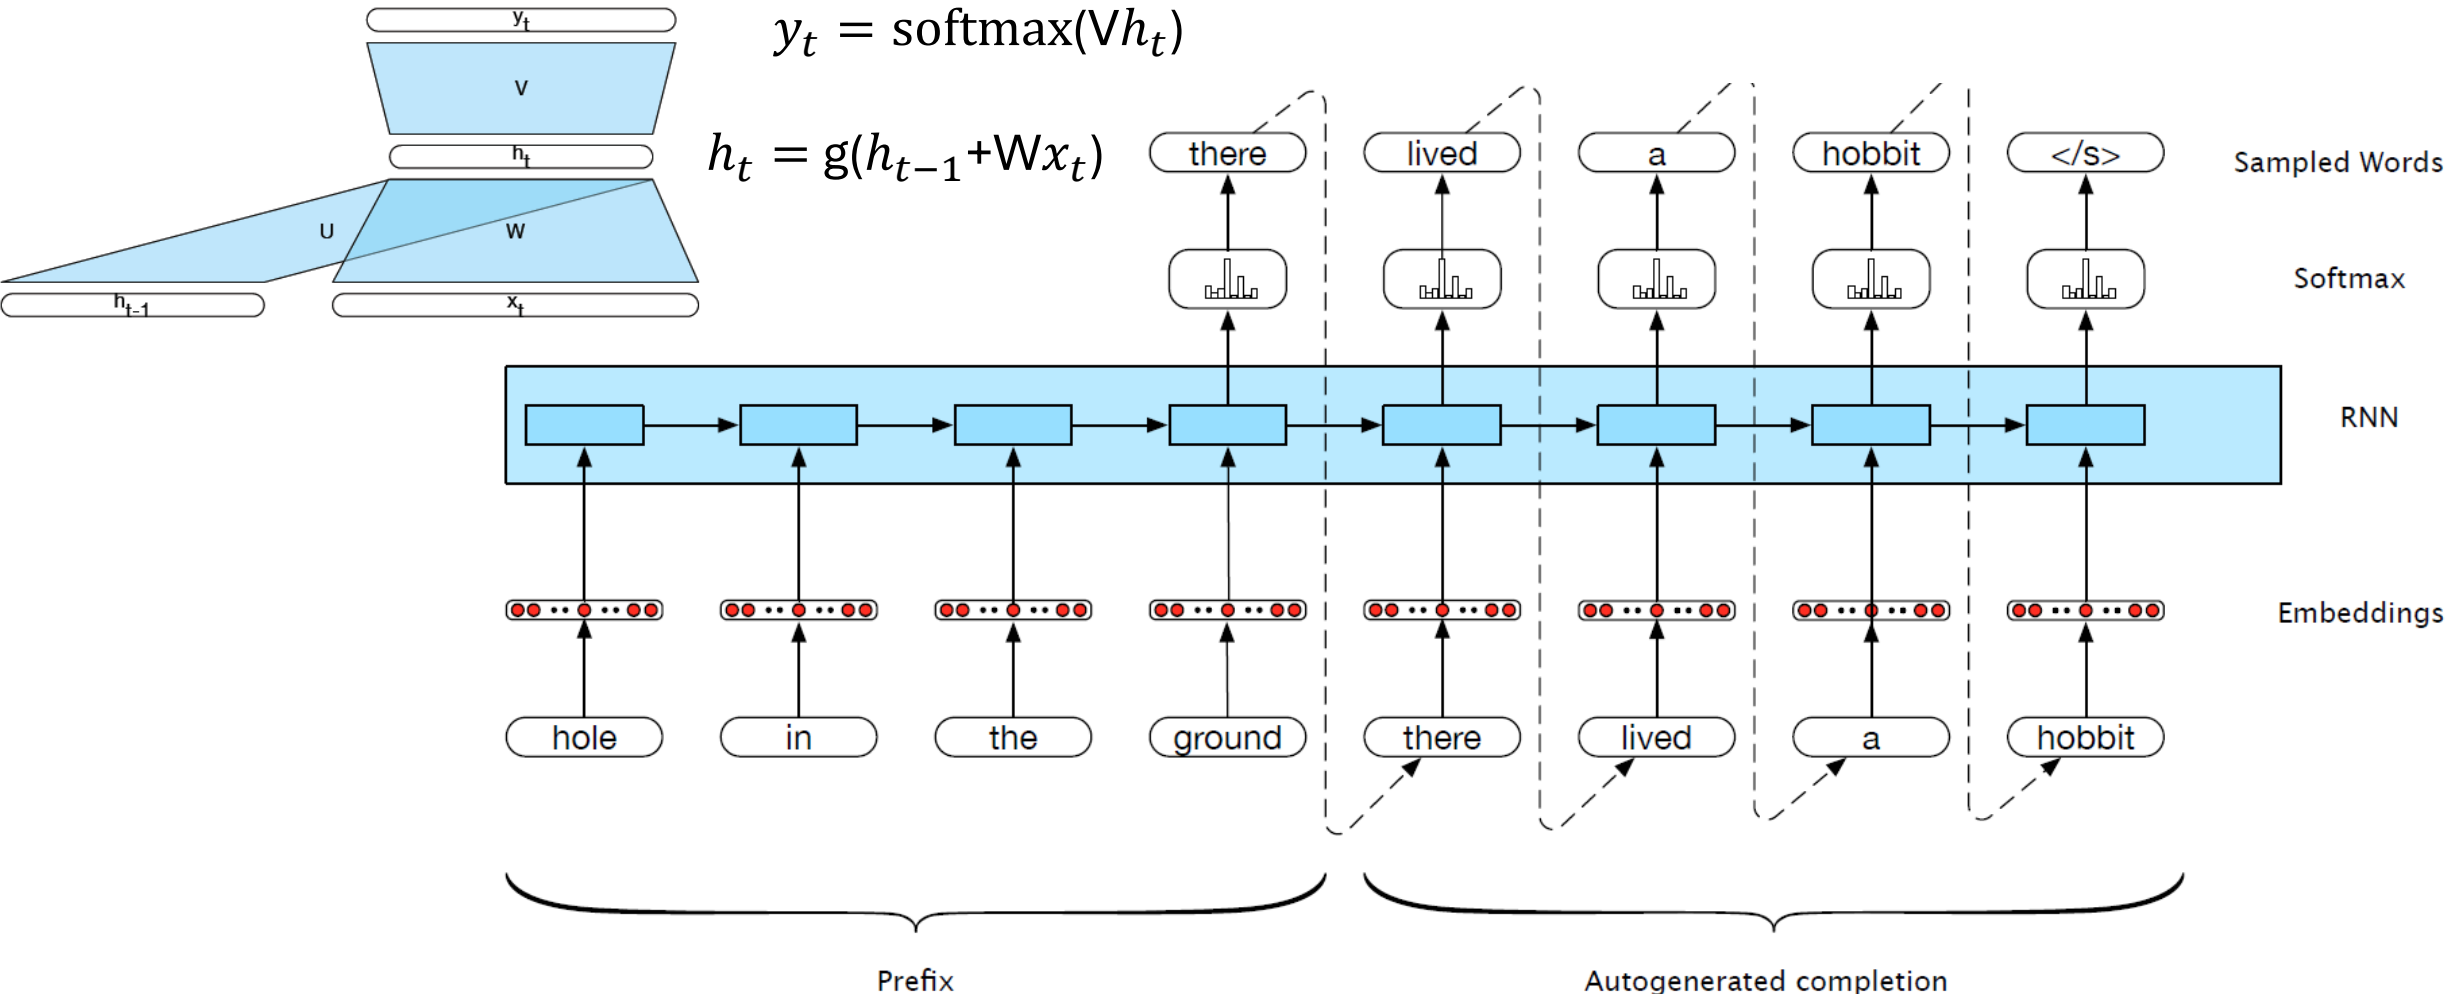 yt
yt = softmax(Vht)
V
ht
ht = g(ht−1+Wxt)
U
W
ht-1
xt
there lived a hobbit </s> Sampled Words
Softmax
RNN
Embeddings
hole in the ground there lived a hobbit
Prefix Autogenerated completion